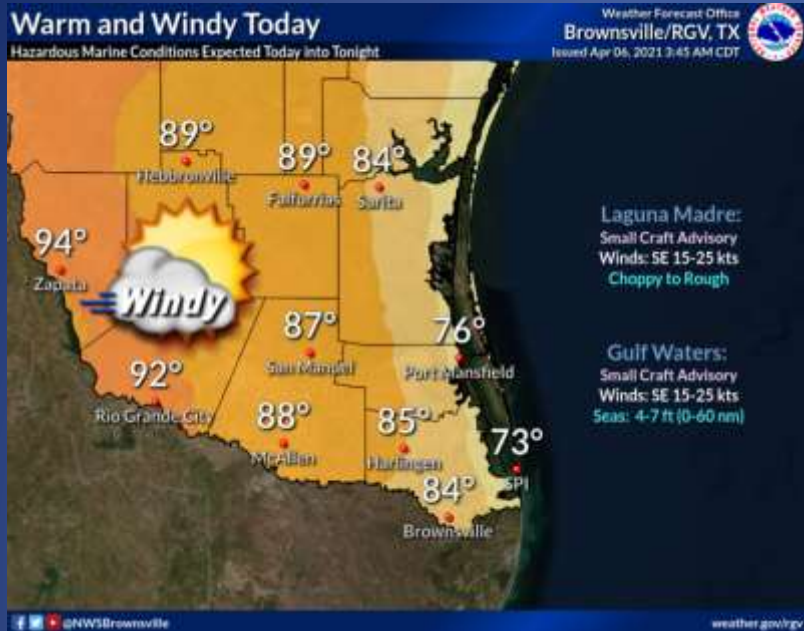 Warm and Windy Today
Hazardous Marine Conditions Expected Today into Tonight
Weather Forecast Office
Brownsville/RGV, TX
Issued Apr 06, 2021 3:45 AM CDT
89°
Hebbronville
89°
Falfurrias
84°
Sarita
94°
Zapata
Windy
87°
San Manuel
76°
Port Mansfield
92°
Rio Grande City
88°
McAllen
85°
Harlingen
73°
SPI
84°
Brownsville
Laguna Madre:
Small Craft Advisory
Winds: SE 15-25 kts
Choppy to Rough
Gulf Waters:
Small Craft Advisory
Winds: SE 15-25 kts
Seas: 4-7 ft (0-60 nm)
@NWSBrownsville
weather.gov/rgv